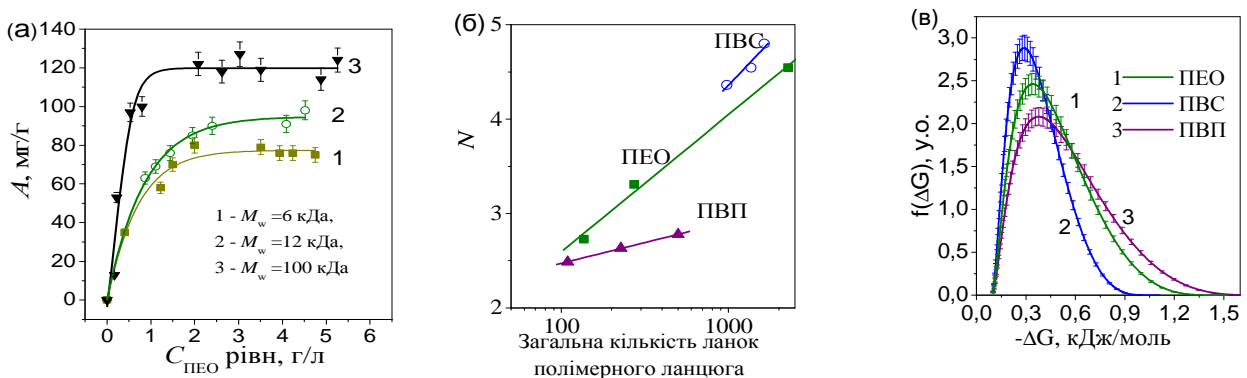 (а)
140
120
100
80
60
40
20
0
A, мг/г
0 1 2 3 4 5 6
C ПЕО рівн, г/л
3
2
1
1 - Mw =6 кДа,
2 - Mw =12 кДа,
3 - Mw =100 кДа
(б)
5
4
3
2
N
ПВС
ПЕО
ПВП
100 1000
Загальна кількість ланок
полімерного ланцюга
(в)
3,0
2,5
2,0
1,5
1,0
0,5
0,0
f(ΔG), у.о.
1 ПЕО
2 ПВС
3 ПВП
1
3
2
0,0 0,3 0,6 0,9 1,2 1,5
-ΔG, кДж/моль